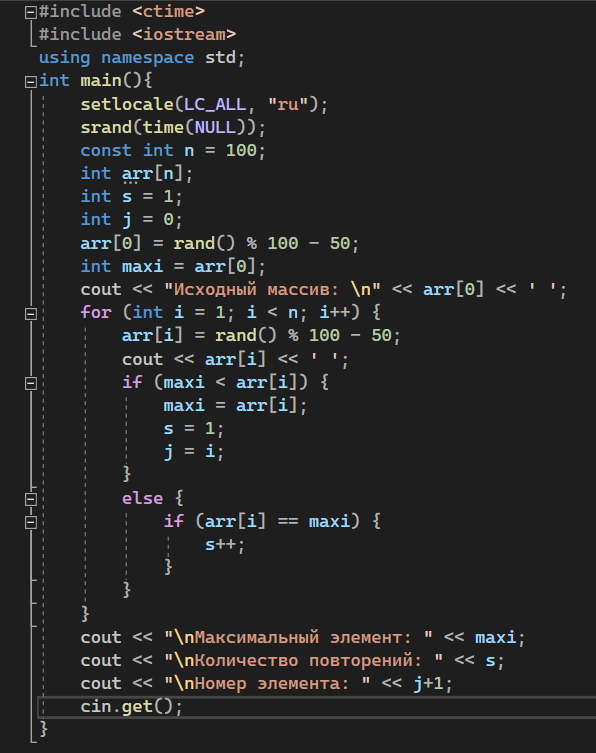 #include <ctime>
#include <iostream>
using namespace std;
int main(){
setlocale(LC_ALL, "ru");
srand(time(NULL));
const int n = 100;
int arr[n];
int s = 1;
int j = 0;
arr[0] = rand() % 100 - 50;
int maxi = arr[0];
cout << "Исходный массив: \n" << arr[0] << ' ';
for (int i = 1; i < n; i++) {
arr[i] = rand() % 100 - 50;
cout << arr[i] << ' ';
if (maxi < arr[i]) {
maxi = arr[i];
s = 1;
j = i;
}
else {
if (arr[i] == maxi) {
s++;
}
}
}
cout << "\nМаксимальный элемент: " << maxi;
cout << "\nКоличество повторений: " << s;
cout << "\nНомер элемента: " << j+1;
cin.get();
}